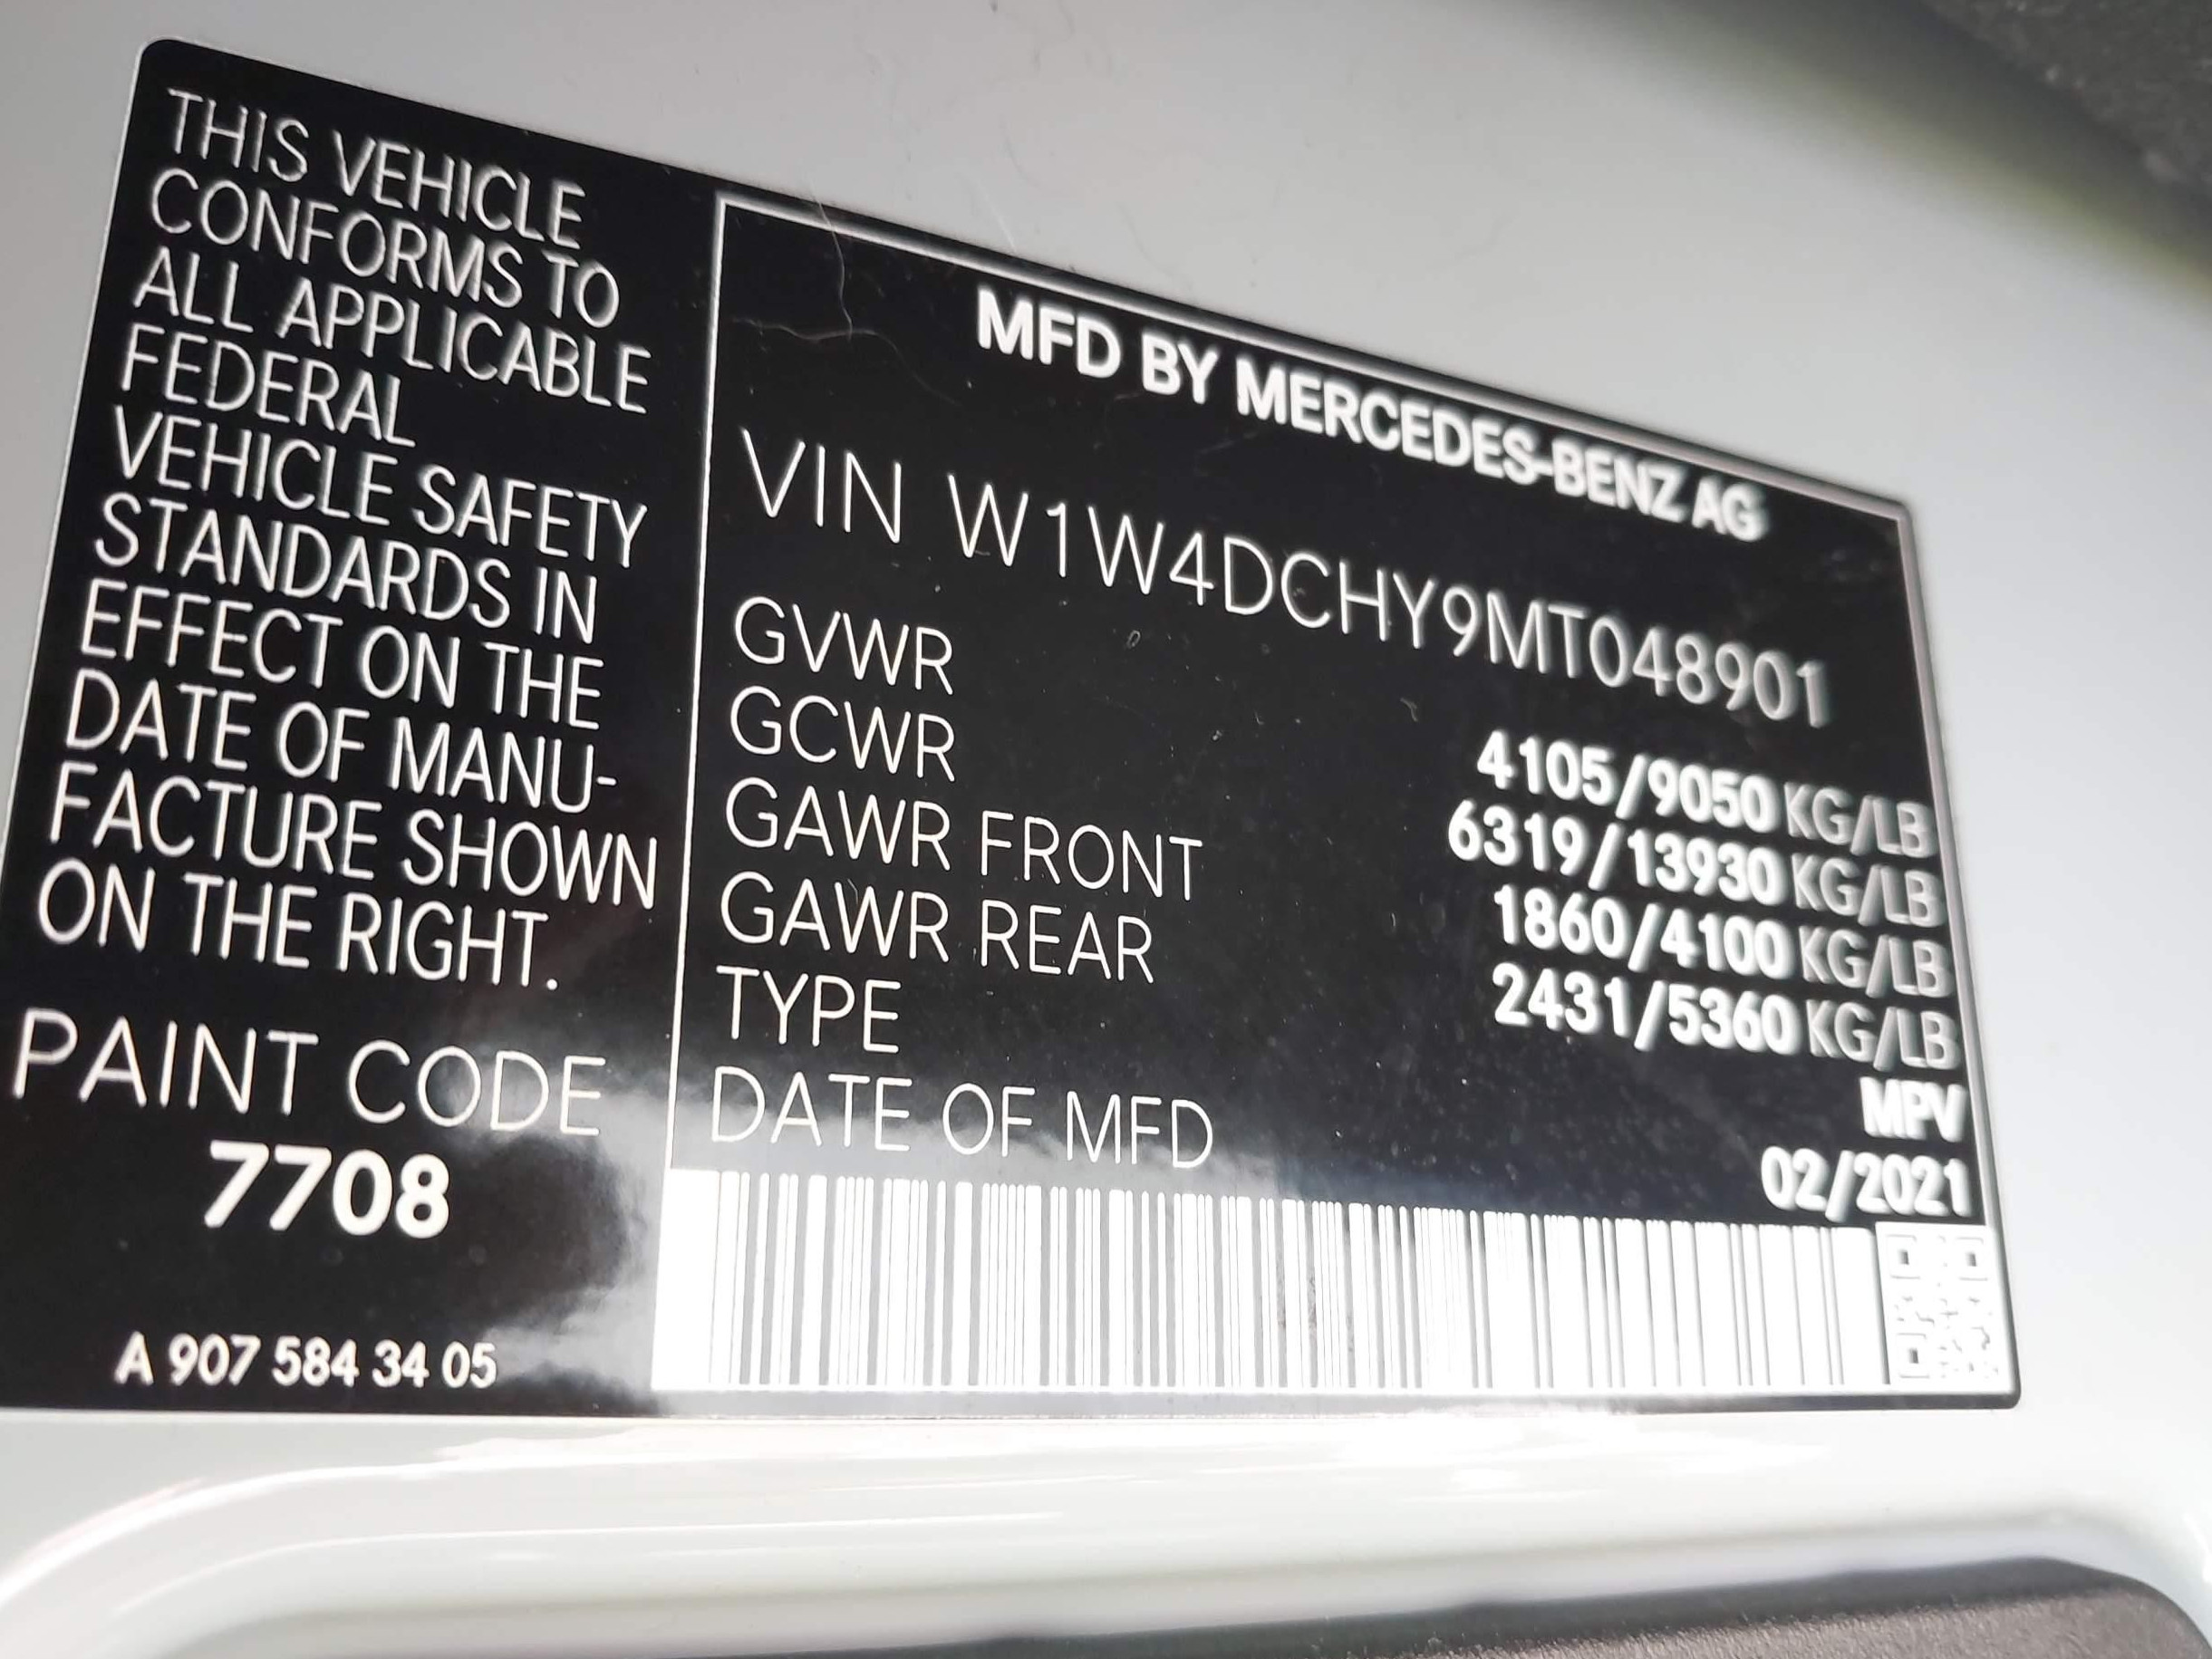 THIS VEHICLE
CONFORMS TO
ALL APPLICABLE
FEDERAL
VEHICLE SAFETY
STANDARDS IN
EFFECT ON THE
DATE OF MANU-
FACTURE SHOWN
ON THE RIGHT.
PAINT CODE
7708
A 907 584 34 05
MFD BY MERCEDES-BENZ AG
VIN W1W4DCHY9MT048901
GVWR 4105/9050 KG/LB
GCWR 6319/13930 KG/LB
GAWR FRONT 1860/4100 KG/LB
GAWR REAR 2431/5360 KG/LB
TYPE MPV
DATE OF MFD 02/2021